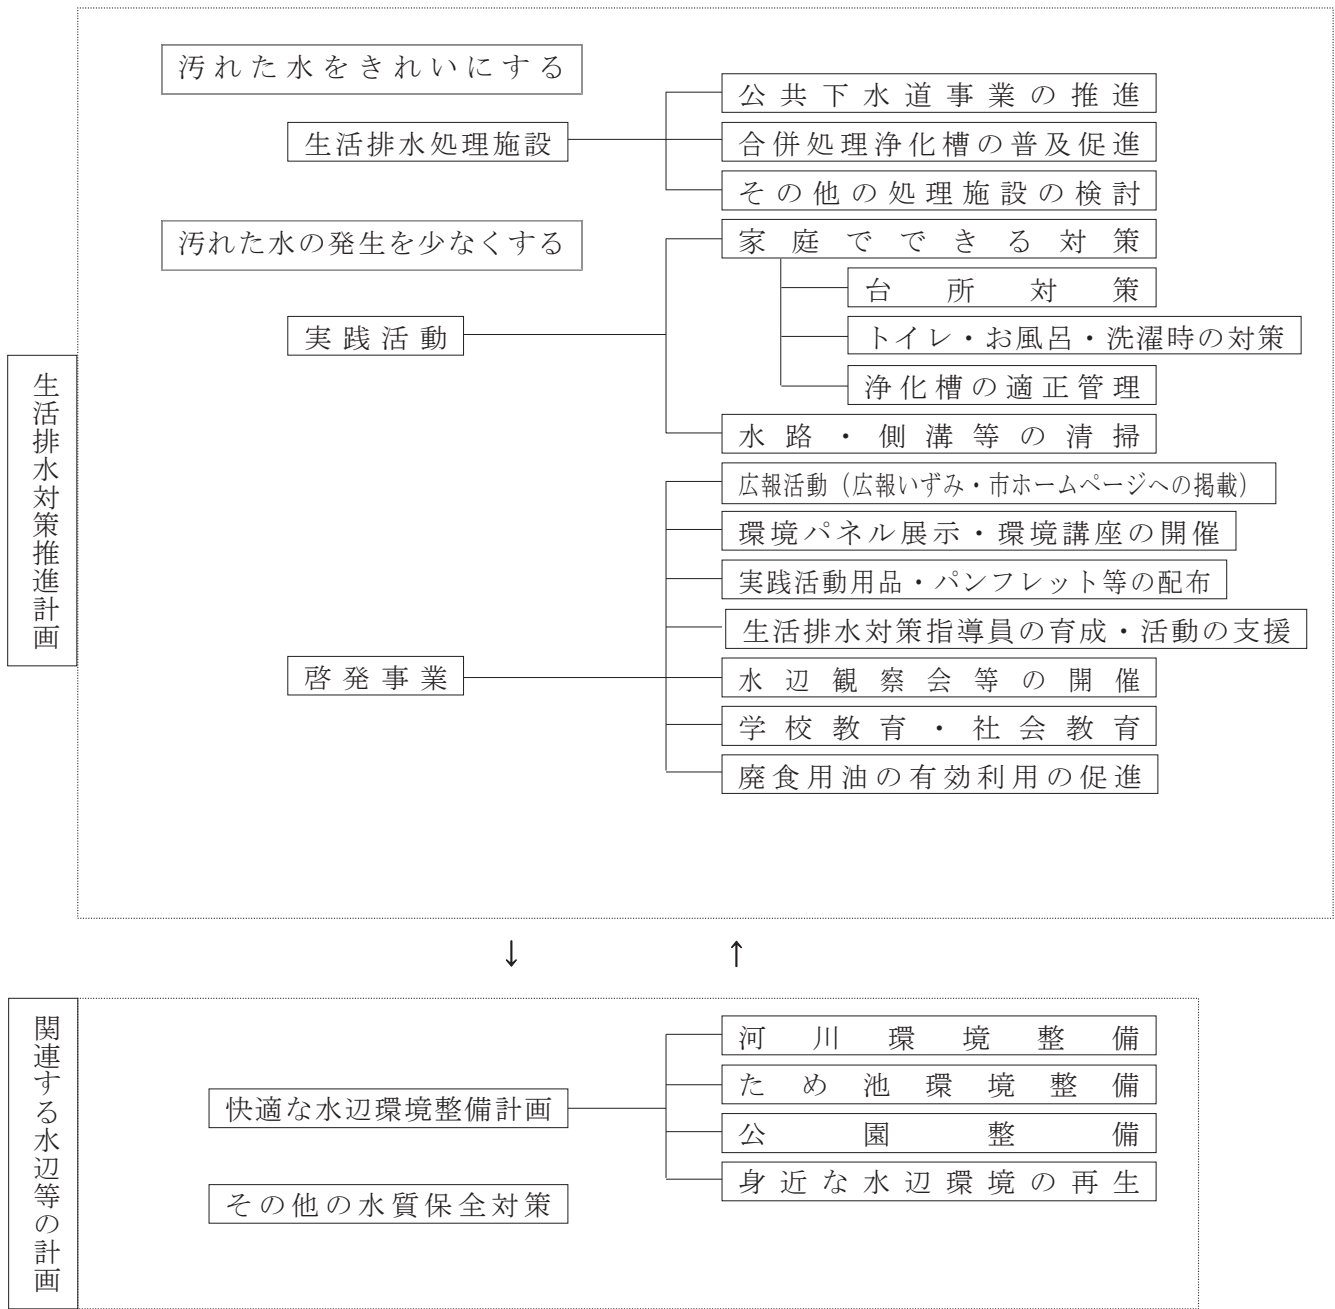 生活排水対策推進計画
汚れた水をきれいにする
生活排水処理施設
公共下水道事業の推進
合併処理浄化槽の普及促進
その他の処理施設の検討
汚れた水の発生を少なくする
実践活動
家庭でできる対策
台所対策
トイレ・お風呂・洗濯時の対策
浄化槽の適正管理
水路・側溝等の清掃
啓発事業
広報活動（広報いずみ・市ホームページへの掲載）
環境パネル展示・環境講座の開催
実践活動用品・パンフレット等の配布
生活排水対策指導員の育成・活動の支援
水辺観察会等の開催
学校教育・社会教育
廃食用油の有効利用の促進
↓ ↑
関連する水辺等の計画
快適な水辺環境整備計画
河川環境整備
ため池環境整備
公園整備
身近な水辺環境の再生
その他の水質保全対策